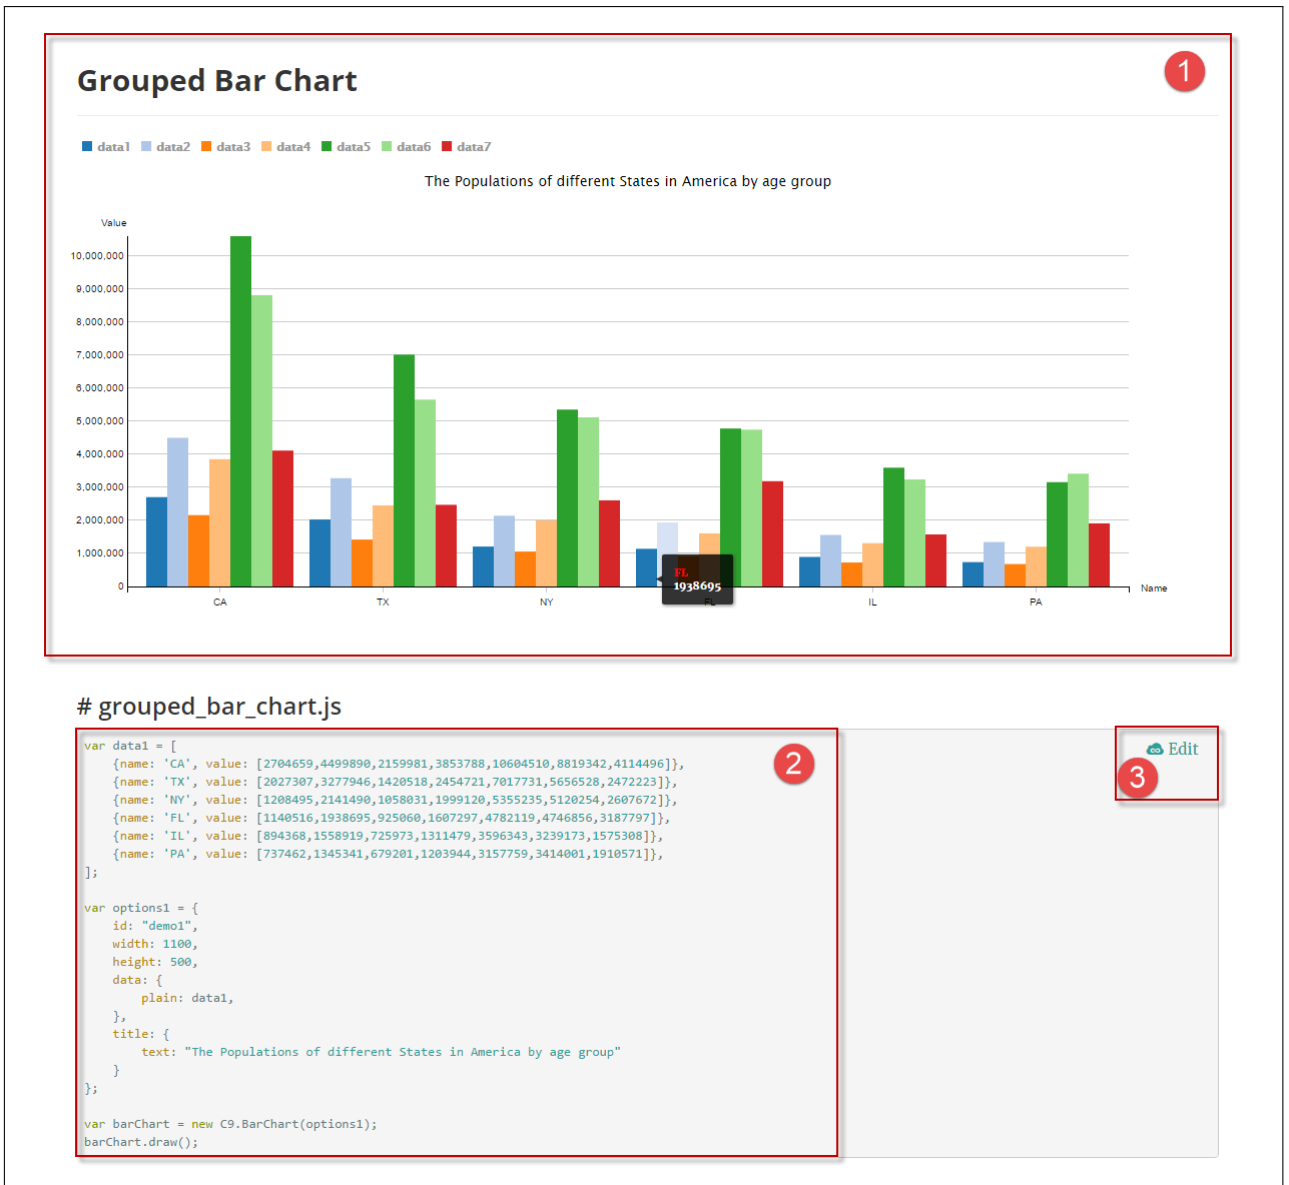 1
Grouped Bar Chart
data1 data2 data3 data4 data5 data6 data7
The Populations of different States in America by age group
Value
10,000,000
9,000,000
8,000,000
7,000,000
6,000,000
5,000,000
4,000,000
3,000,000
2,000,000
1,000,000
0
FL
1938695
CA TX NY FL IL PA
Name
# grouped_bar_chart.js
2
3
Edit
var data1 = [
    {name: 'CA', value: [2704659,4499890,2159981,3853788,10604510,8819342,4114496]},
    {name: 'TX', value: [2027307,3277946,1420518,2454721,7017731,5656528,2472223]},
    {name: 'NY', value: [1208495,2141490,1058031,1999120,5355235,5120254,2607672]},
    {name: 'FL', value: [1140516,1938695,925060,1607297,4782119,4746856,3187797]},
    {name: 'IL', value: [894368,1558919,725973,1311479,3596343,3239173,1575308]},
    {name: 'PA', value: [737462,1345341,679201,1203944,3157759,3414001,1910571]},
];
var options1 = {
    id: "demo1",
    width: 1100,
    height: 500,
    data: {
        plain: data1,
    },
    title: {
        text: "The Populations of different States in America by age group"
    }
};
var barChart = new C9.BarChart(options1);
barChart.draw();